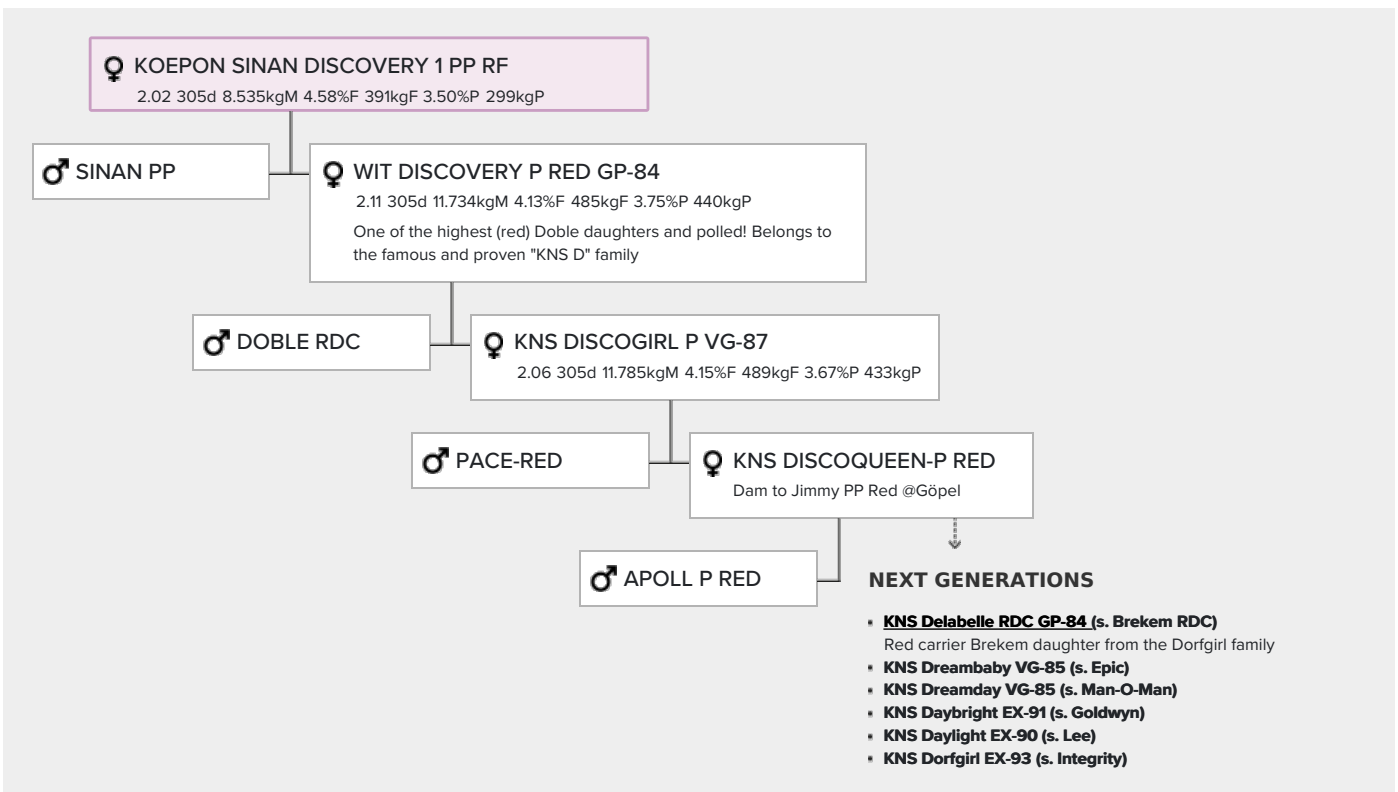 KOEPON SINAN DISCOVERY 1 PP RF
2.02 305d 8.535kgM 4.58%F 391kgF 3.50%P 299kgP
SINAN PP
WIT DISCOVERY P RED GP-84
2.11 305d 11.734kgM 4.13%F 485kgF 3.75%P 440kgP
One of the highest (red) Doble daughters and polled! Belongs to
the famous and proven "KNS D" family
DOBLE RDC
KNS DISCOGIRL P VG-87
2.06 305d 11.785kgM 4.15%F 489kgF 3.67%P 433kgP
PACE-RED
KNS DISCOQUEEN-P RED
Dam to Jimmy PP Red @Göpel
APOLL P RED
NEXT GENERATIONS
KNS Delabelle RDC GP-84 (s. Brekem RDC)
Red carrier Brekem daughter from the Dorfgirl family
KNS Dreambaby VG-85 (s. Epic)
KNS Dreamday VG-85 (s. Man-O-Man)
KNS Daybright EX-91 (s. Goldwyn)
KNS Daylight EX-90 (s. Lee)
KNS Dorfgirl EX-93 (s. Integrity)